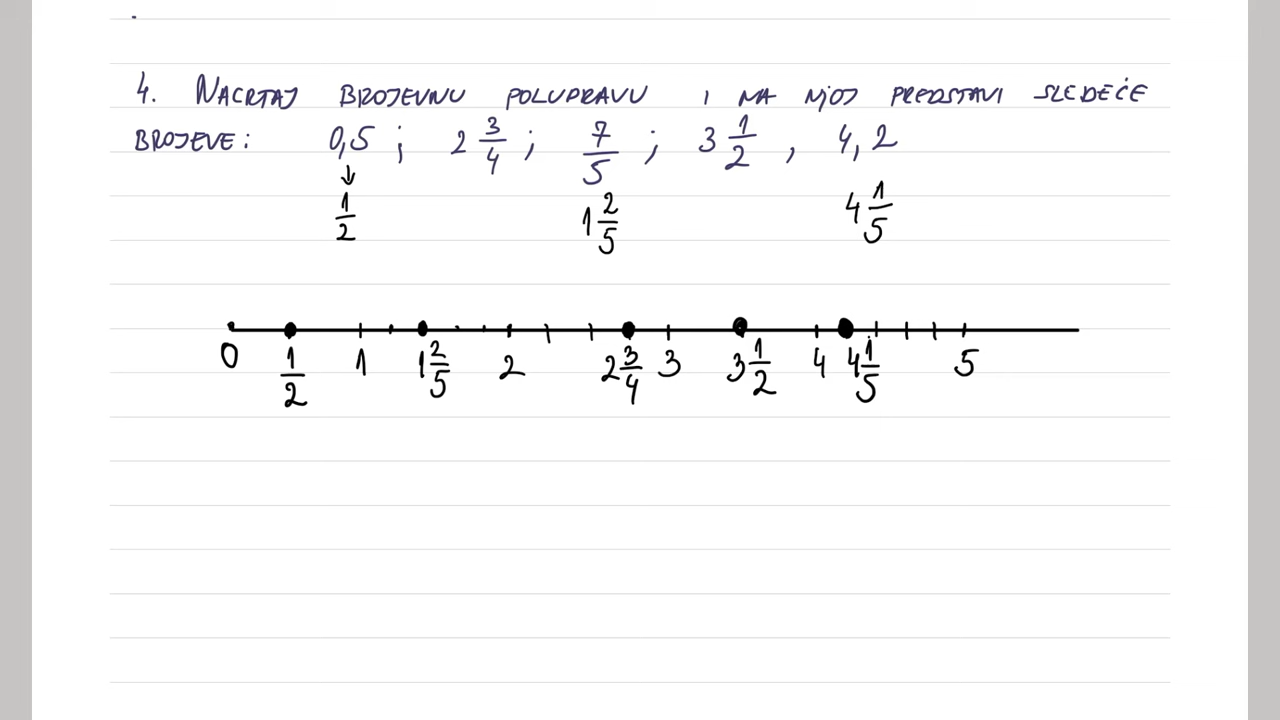 4. NACRTAJ BROJEVNU POLUPRAVU I NA NJOJ PREDSTAVI SLEDEĆE
BROJEVE: 0,5 ; 2 3/4 ; 7/5 ; 3 1/2 , 4,2
↓
1/2 1 2/5 4 1/5
0 1/2 1 1 2/5 2 2 3/4 3 3 1/2 4 4 1/5 5